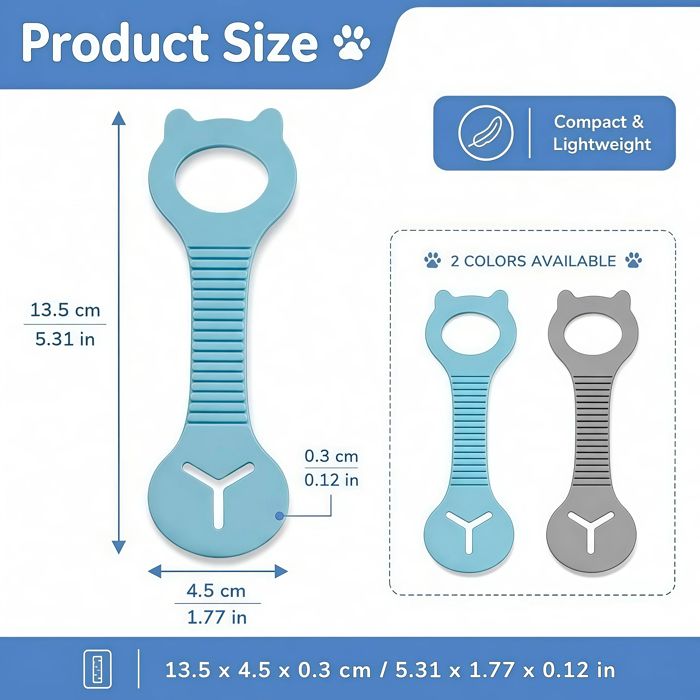 Product Size
Compact &
Lightweight
2 COLORS AVAILABLE
13.5 cm
5.31 in
0.3 cm
0.12 in
4.5 cm
1.77 in
13.5 x 4.5 x 0.3 cm / 5.31 x 1.77 x 0.12 in